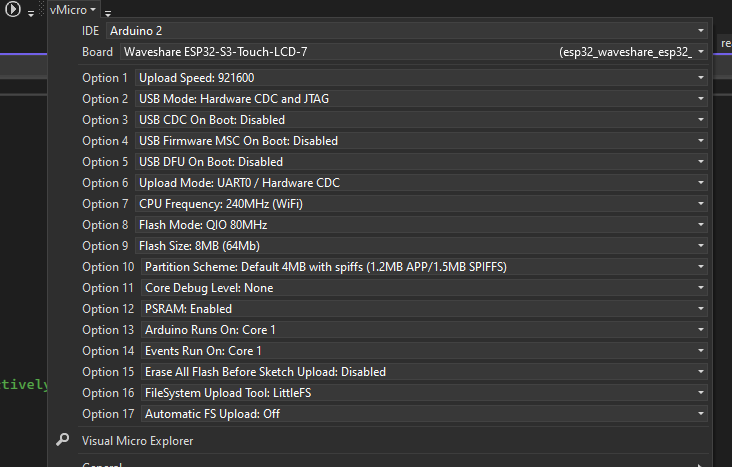 vMicro
IDE Arduino 2
re
Board Waveshare ESP32-S3-Touch-LCD-7 (esp32_waveshare_esp32_
Option 1 Upload Speed: 921600
Option 2 USB Mode: Hardware CDC and JTAG
Option 3 USB CDC On Boot: Disabled
Option 4 USB Firmware MSC On Boot: Disabled
Option 5 USB DFU On Boot: Disabled
Option 6 Upload Mode: UART0 / Hardware CDC
Option 7 CPU Frequency: 240MHz (WiFi)
Option 8 Flash Mode: QIO 80MHz
Option 9 Flash Size: 8MB (64Mb)
Option 10 Partition Scheme: Default 4MB with spiffs (1.2MB APP/1.5MB SPIFFS)
Option 11 Core Debug Level: None
Option 12 PSRAM: Enabled
Option 13 Arduino Runs On: Core 1
Option 14 Events Run On: Core 1
Option 15 Erase All Flash Before Sketch Upload: Disabled
ctively
Option 16 FileSystem Upload Tool: LittleFS
Option 17 Automatic FS Upload: Off
Visual Micro Explorer
General